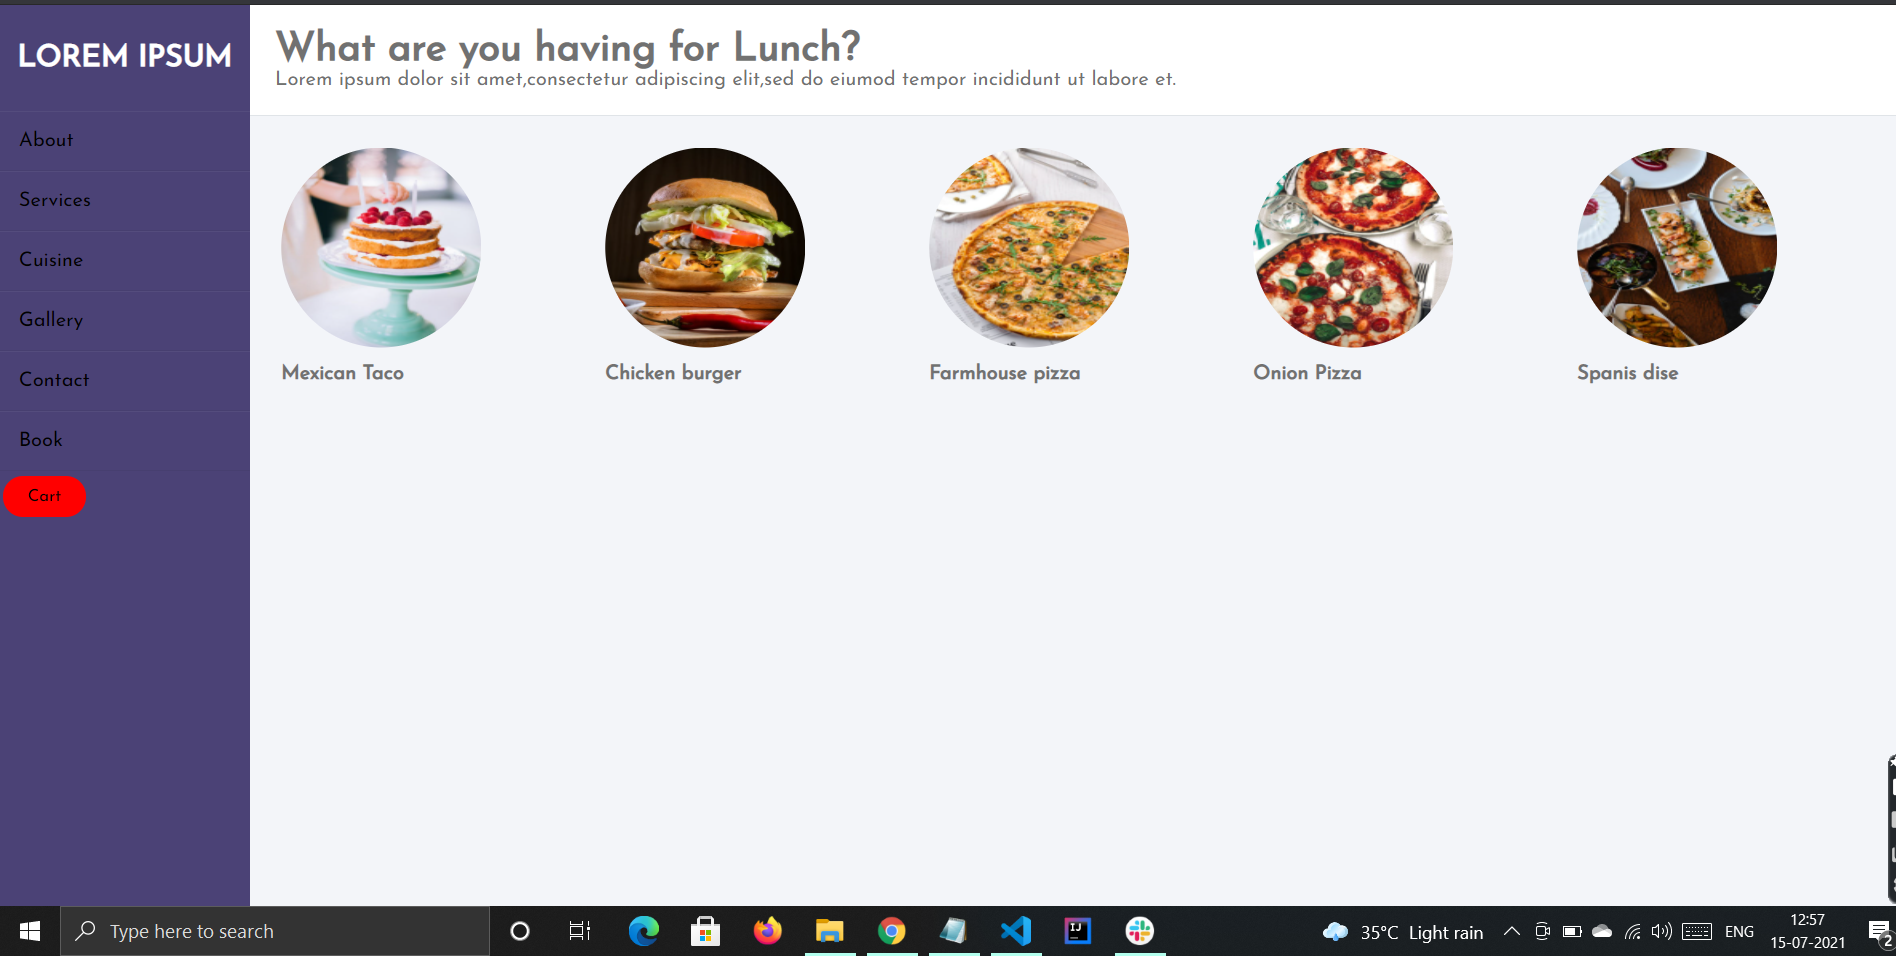 LOREM IPSUM
About
Services
Cuisine
Gallery
Contact
Book
Cart
What are you having for Lunch?
Lorem ipsum dolor sit amet,consectetur adipiscing elit,sed do eiumod tempor incididunt ut labore et.
Mexican Taco
Chicken burger
Farmhouse pizza
Onion Pizza
Spanis dise
Type here to search
IJ
35°C Light rain
ENG
12:57
15-07-2021
2